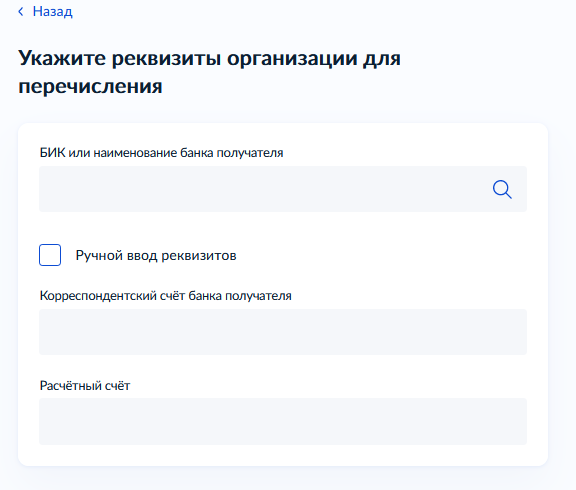 Назад
Укажите реквизиты организации для
перечисления
БИК или наименование банка получателя
Ручной ввод реквизитов
Корреспондентский счёт банка получателя
Расчётный счёт